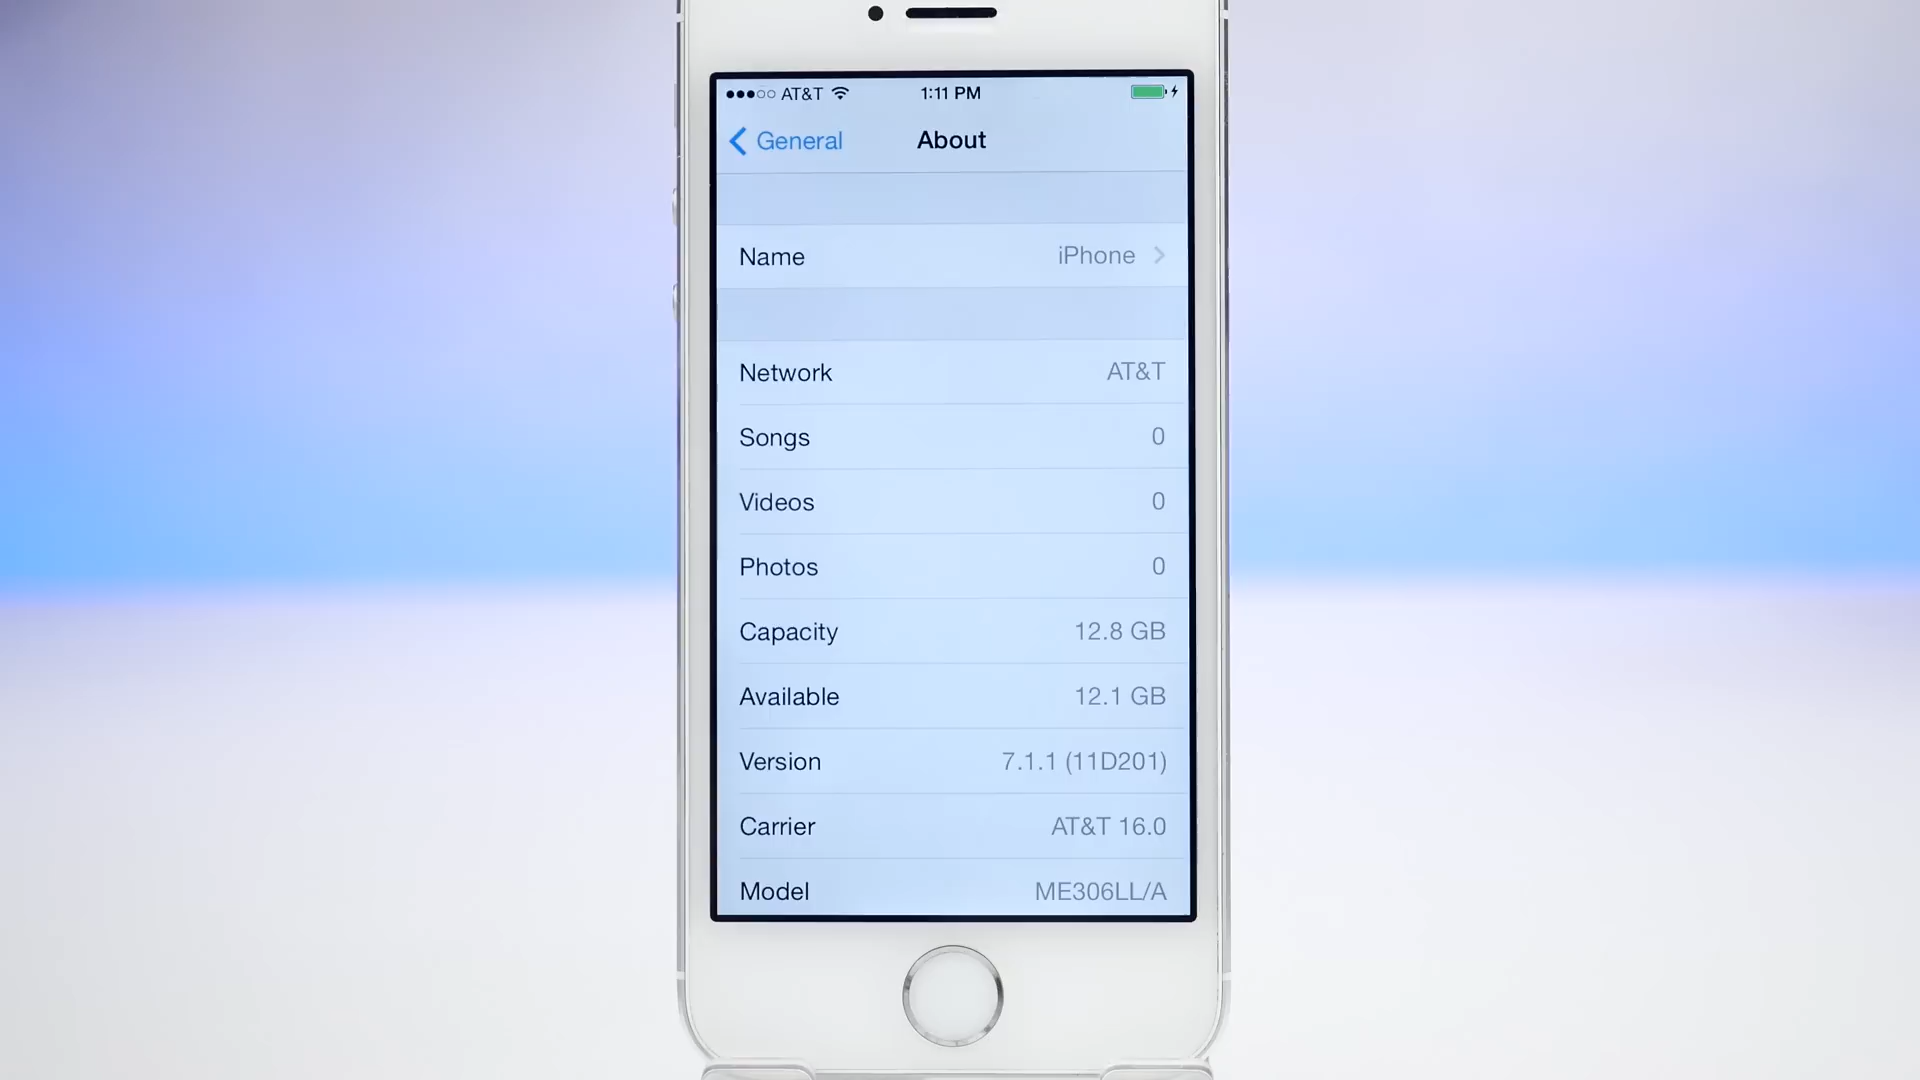 AT&T 1:11 PM
General About
Name iPhone
Network AT&T
Songs 0
Videos 0
Photos 0
Capacity 12.8 GB
Available 12.1 GB
Version 7.1.1 (11D201)
Carrier AT&T 16.0
Model ME306LL/A